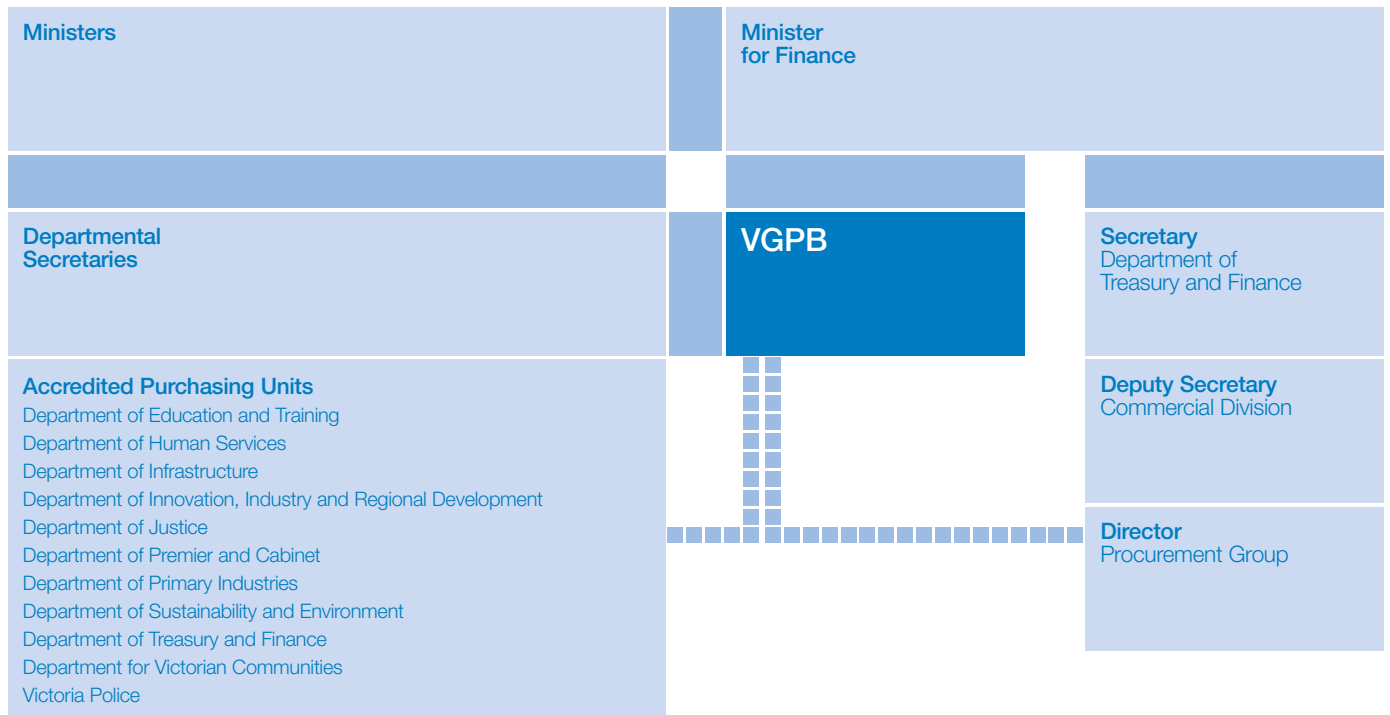 Ministers
Minister
for Finance
Departmental
Secretaries
VGPB
Secretary
Department of
Treasury and Finance
Accredited Purchasing Units
Department of Education and Training
Department of Human Services
Department of Infrastructure
Department of Innovation, Industry and Regional Development
Department of Justice
Department of Premier and Cabinet
Department of Primary Industries
Department of Sustainability and Environment
Department of Treasury and Finance
Department for Victorian Communities
Victoria Police
Deputy Secretary
Commercial Division
Director
Procurement Group